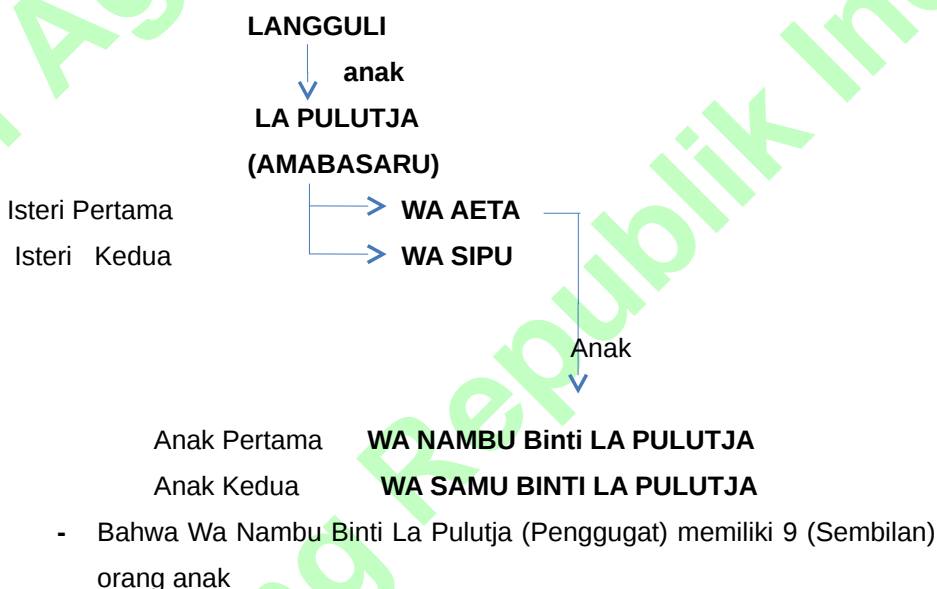 LANGGULI
anak
LA PULUTJA
(AMABASARU)
Isteri Pertama WA AETA
Isteri Kedua WA SIPU
Anak
Anak Pertama WA NAMBU Binti LA PULUTJA
Anak Kedua WA SAMU BINTI LA PULUTJA
- Bahwa Wa Nambu Binti La Pulutja (Penggugat) memiliki 9 (Sembilan)
orang anak